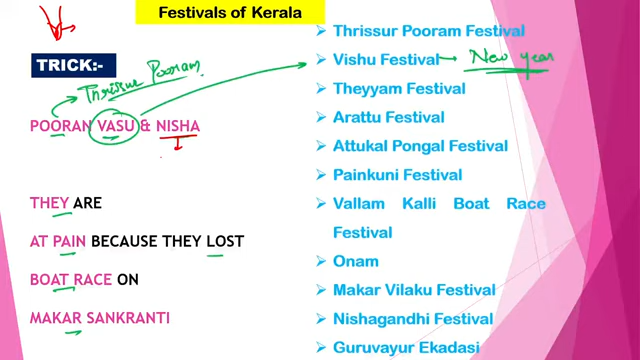 Festivals of Kerala
TRICK:-
Thrissur Pooram
POORAN VASU & NISHA
THEY ARE
AT PAIN BECAUSE THEY LOST
BOAT RACE ON
MAKAR SANKRANTI
Thrissur Pooram Festival
Vishu Festival New year
Theyyam Festival
Arattu Festival
Attukal Pongal Festival
Painkuni Festival
Vallam Kalli Boat Race
Festival
Onam
Makar Vilaku Festival
Nishagandhi Festival
Guruvayur Ekadasi